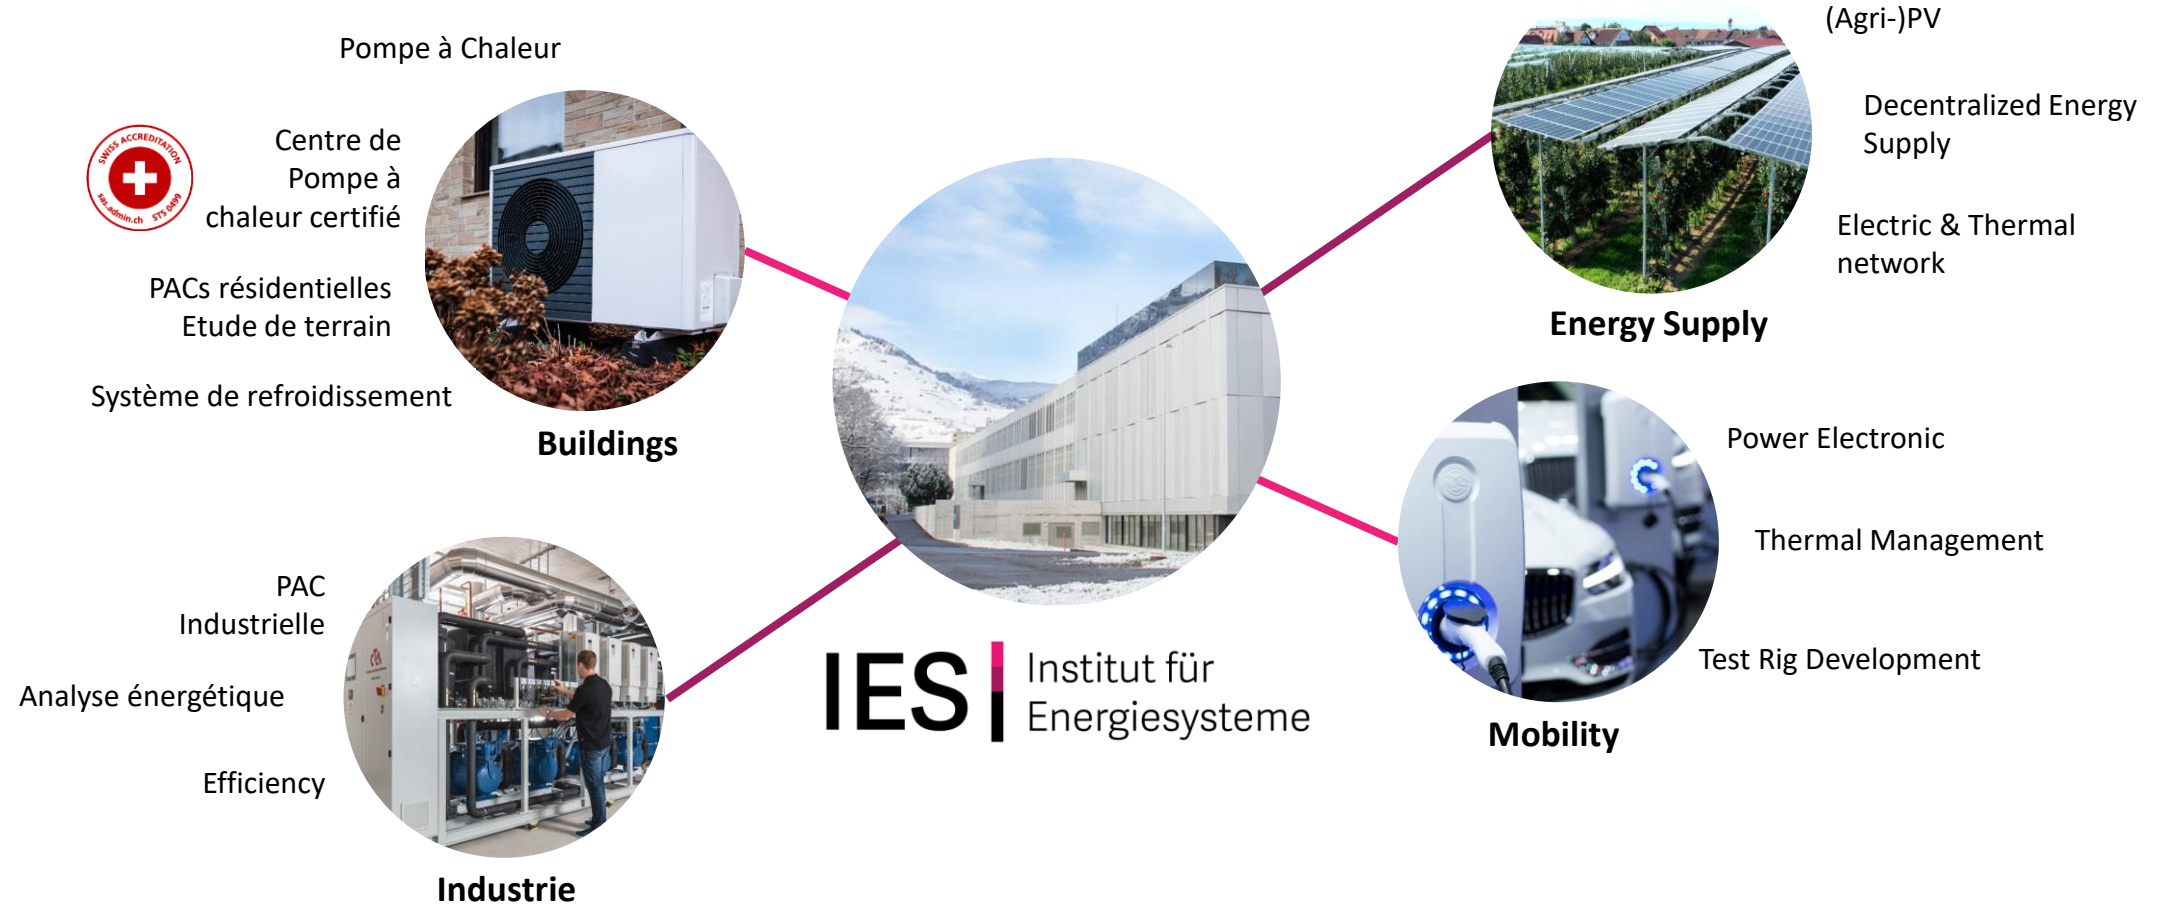 Pompe à Chaleur
SWISS ACCREDITATION
sas.admin.ch STS 0499
Centre de
Pompe à
chaleur certifié
PACs résidentielles
Etude de terrain
Système de refroidissement
Buildings
PAC
Industrielle
Analyse énergétique
Efficiency
Industrie
IES
Institut für
Energiesysteme
(Agri-)PV
Decentralized Energy
Supply
Electric & Thermal
network
Energy Supply
Power Electronic
Thermal Management
Test Rig Development
Mobility